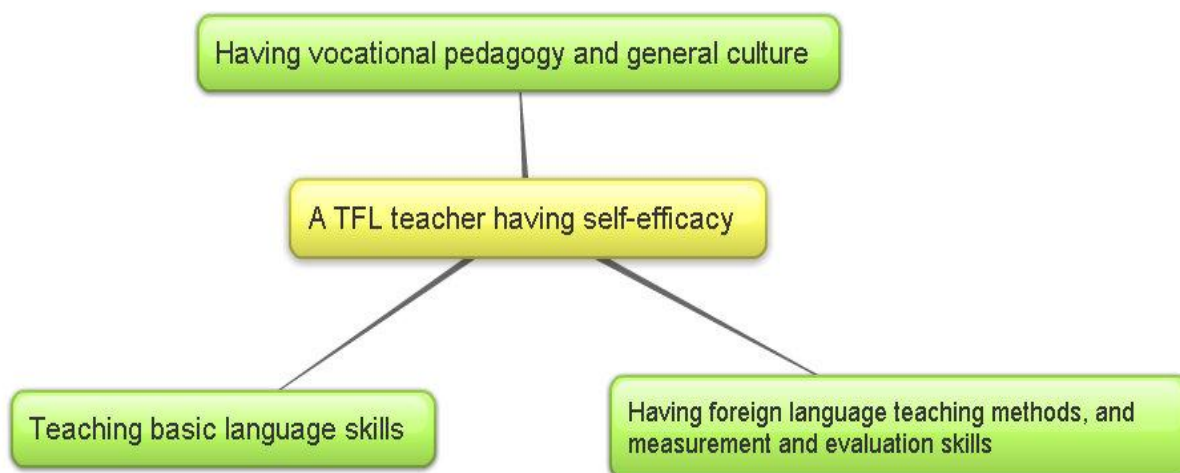 Having vocational pedagogy and general culture
A TFL teacher having self-efficacy
Teaching basic language skills
Having foreign language teaching methods, and
measurement and evaluation skills